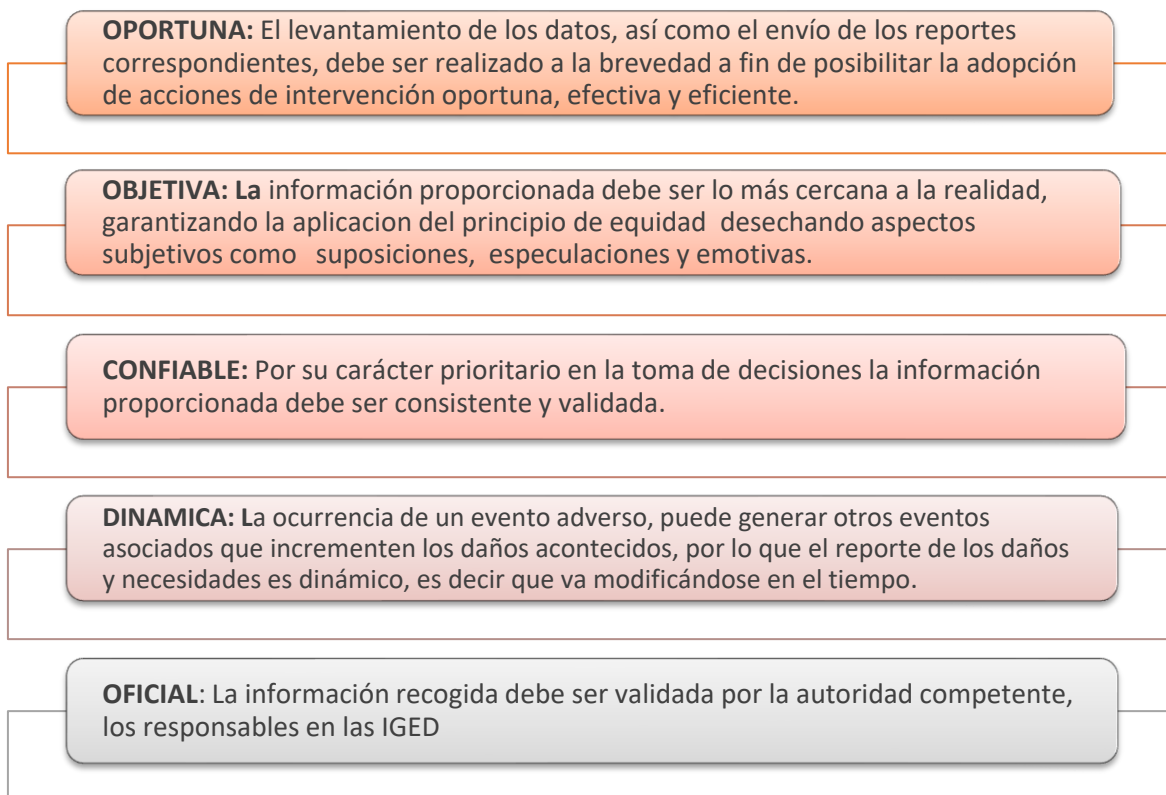 OPORTUNA: El levantamiento de los datos, así como el envío de los reportes
correspondientes, debe ser realizado a la brevedad a fin de posibilitar la adopción
de acciones de intervención oportuna, efectiva y eficiente.
OBJETIVA: La información proporcionada debe ser lo más cercana a la realidad,
garantizando la aplicacion del principio de equidad desechando aspectos
subjetivos como suposiciones, especulaciones y emotivas.
CONFIABLE: Por su carácter prioritario en la toma de decisiones la información
proporcionada debe ser consistente y validada.
DINAMICA: La ocurrencia de un evento adverso, puede generar otros eventos
asociados que incrementen los daños acontecidos, por lo que el reporte de los daños
y necesidades es dinámico, es decir que va modificándose en el tiempo.
OFICIAL: La información recogida debe ser validada por la autoridad competente,
los responsables en las IGED